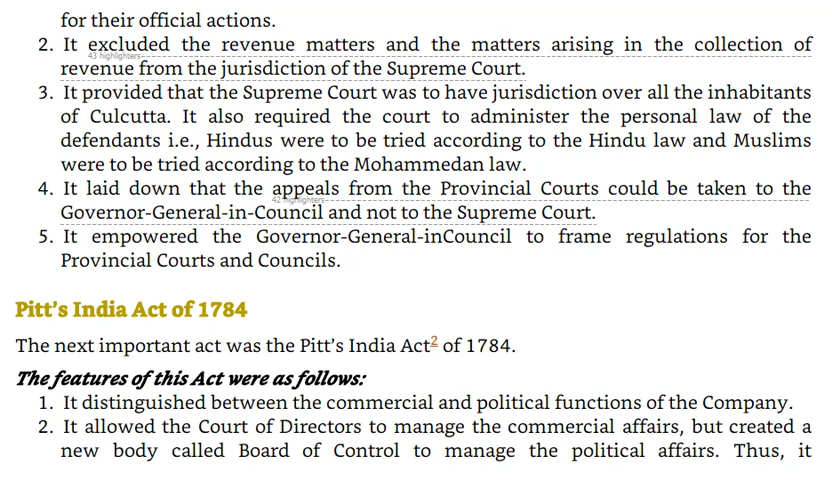 for their official actions.
2. It excluded the revenue matters and the matters arising in the collection of
43 highlighters
revenue from the jurisdiction of the Supreme Court.
3. It provided that the Supreme Court was to have jurisdiction over all the inhabitants
of Culcutta. It also required the court to administer the personal law of the
defendants i.e., Hindus were to be tried according to the Hindu law and Muslims
were to be tried according to the Mohammedan law.
4. It laid down that the appeals from the Provincial Courts could be taken to the
42 highlighters
Governor-General-in-Council and not to the Supreme Court.
5. It empowered the Governor-General-inCouncil to frame regulations for the
Provincial Courts and Councils.
Pitt’s India Act of 1784
The next important act was the Pitt’s India Act2 of 1784.
The features of this Act were as follows:
1. It distinguished between the commercial and political functions of the Company.
2. It allowed the Court of Directors to manage the commercial affairs, but created a
new body called Board of Control to manage the political affairs. Thus, it